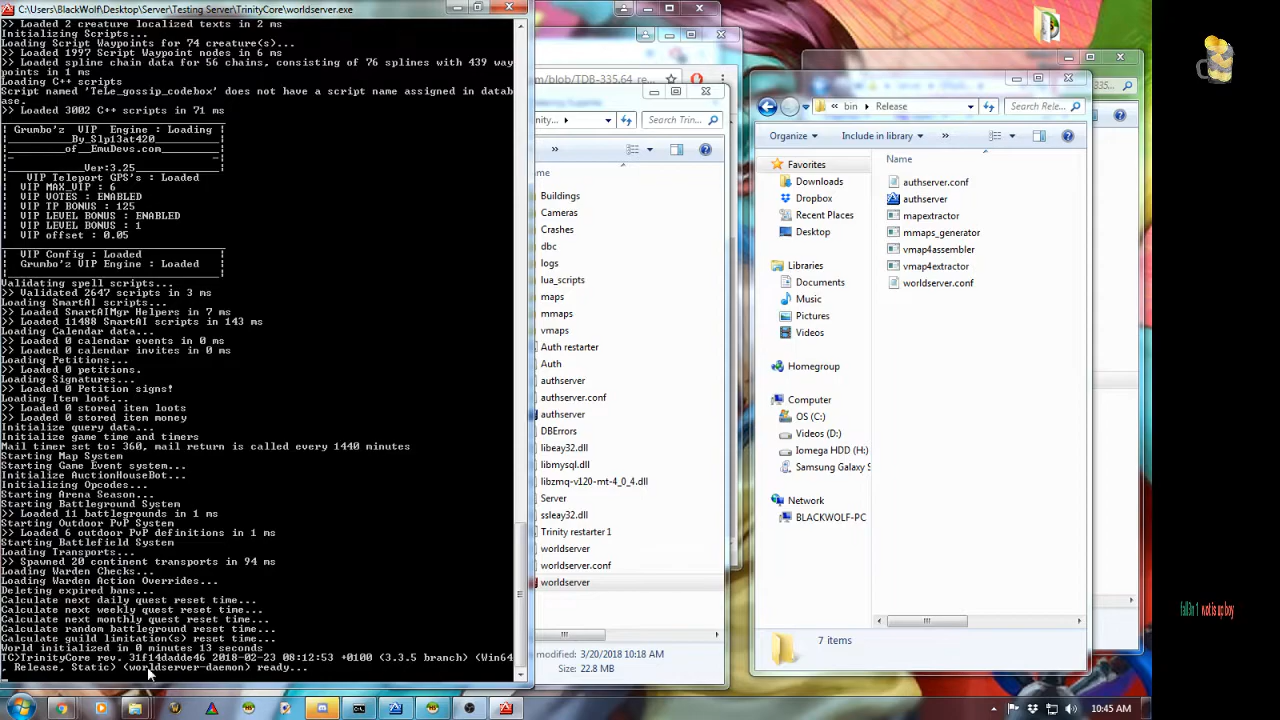 C:\Users\BlackWolf\Desktop\Server\Testing Server\TrinityCore\worldserver.exe
>> Loaded 2 creature localized texts in 2 ms
Initializing Scripts...
Loading Script Waypoints for 74 creature(s)...
>> Loaded 1997 Script Waypoint nodes in 6 ms
>> Loaded spline chain data for 56 chains, consisting of 76 splines with 439 way
points in 1 ms
Loading C++ scripts
Script named 'Tele_gossip_codebox' does not have a script name assigned in datab
ase.
>> Loaded 3002 C++ scripts in 71 ms
Grumbo'z VIP Engine : Loading
By Slp13at420
of EmuDevs.com
Ver:3.25
VIP Teleport GPS's : Loaded
VIP MAX_VIP : 6
VIP VOTES : ENABLED
VIP TP BONUS : 125
VIP LEVEL BONUS : ENABLED
VIP LEVEL BONUS : 1
VIP offset : 0.05
VIP Config : Loaded
Grumbo'z VIP Engine : Loaded
Validating spell scripts...
>> Validated 2647 scripts in 3 ms
Loading SmartAI scripts...
>> Loaded SmartAIMgr Helpers in 7 ms
>> Loaded 11488 SmartAI scripts in 143 ms
Loading Calendar data...
>> Loaded 0 calendar events in 0 ms
>> Loaded 0 calendar invites in 0 ms
Loading Petitions...
>> Loaded 0 petitions.
Loading Signatures...
>> Loaded 0 Petition signs!
Loading Item loot...
>> Loaded 0 stored item loots
>> Loaded 0 stored item money
Initialize query data...
Initialize game time and timers
Mail timer set to: 360, mail return is called every 1440 minutes
Starting Map System
Starting Game Event system...
Initialize AuctionHouseBot...
Initializing Opcodes...
Starting Arena Season...
Starting Battleground System
>> Loaded 11 battlegrounds in 1 ms
Starting Outdoor PvP System
>> Loaded 6 outdoor PvP definitions in 1 ms
Starting Battlefield System
Loading Transports...
>> Spawned 20 continent transports in 94 ms
Loading Warden Checks...
Loading Warden Action Overrides...
Deleting expired bans...
Calculate next daily quest reset time...
Calculate next weekly quest reset time...
Calculate next monthly quest reset time...
Calculate random battleground reset time...
Calculate guild limitation(s) reset time...
World initialized in 0 minutes 13 seconds
TC>TrinityCore rev. 31f14dadde46 2018-02-23 08:12:53 +0100 (3.3.5 branch) (Win64
, Release, Static) (worldserver-daemon) ready...
om/blob/TDB-335.64
nity...
Search Trin...
Buildings
Cameras
Crashes
dbc
logs
lua_scripts
maps
mmaps
vmaps
Auth restarter
Auth
authserver
authserver.conf
authserver
DBErrors
libeay32.dll
libmysql.dll
libzmq-v120-mt-4_0_4.dll
Server
ssleay32.dll
Trinity restarter1
worldserver
worldserver.conf
worldserver
modified: 3/20/2018 10:18 AM
Size: 22.8 MB
« bin
Release
Search Rele...
Organize
Include in library
»
Name
Favorites
Downloads
Dropbox
Recent Places
Desktop
Libraries
Documents
Music
Pictures
Videos
Homegroup
Computer
OS (C:)
Videos (D:)
Iomega HDD (H:)
Samsung Galaxy S
Network
BLACKWOLF-PC
authserver.conf
authserver
mapextractor
mmaps_generator
vmap4assembler
vmap4extractor
worldserver.conf
7 items
fall3n 1 wot is up boy
10:45 AM